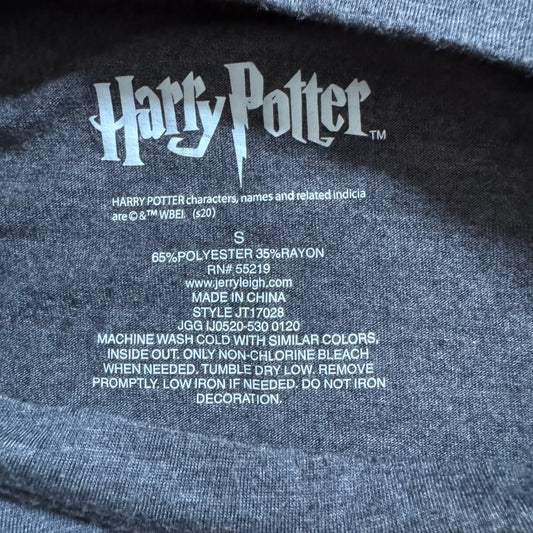 Harry Potter™
HARRY POTTER characters, names and related indicia
are © & ™ WBEI. (s20)
S
65%POLYESTER 35%RAYON
RN# 55219
www.jerryleigh.com
MADE IN CHINA
STYLE JT17028
JGG IJ0520-530 0120
MACHINE WASH COLD WITH SIMILAR COLORS,
INSIDE OUT. ONLY NON-CHLORINE BLEACH
WHEN NEEDED. TUMBLE DRY LOW. REMOVE
PROMPTLY. LOW IRON IF NEEDED. DO NOT IRON
DECORATION.